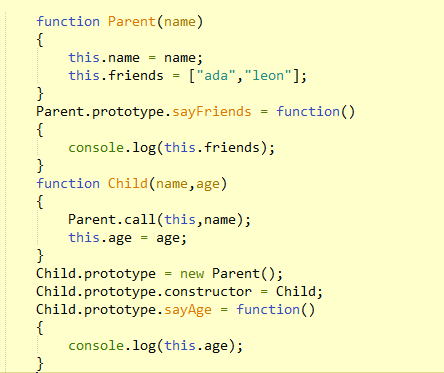 function Parent(name)
{
    this.name = name;
    this.friends = ["ada","leon"];
}
Parent.prototype.sayFriends = function()
{
    console.log(this.friends);
}
function Child(name,age)
{
    Parent.call(this,name);
    this.age = age;
}
Child.prototype = new Parent();
Child.prototype.constructor = Child;
Child.prototype.sayAge = function()
{
    console.log(this.age);
}